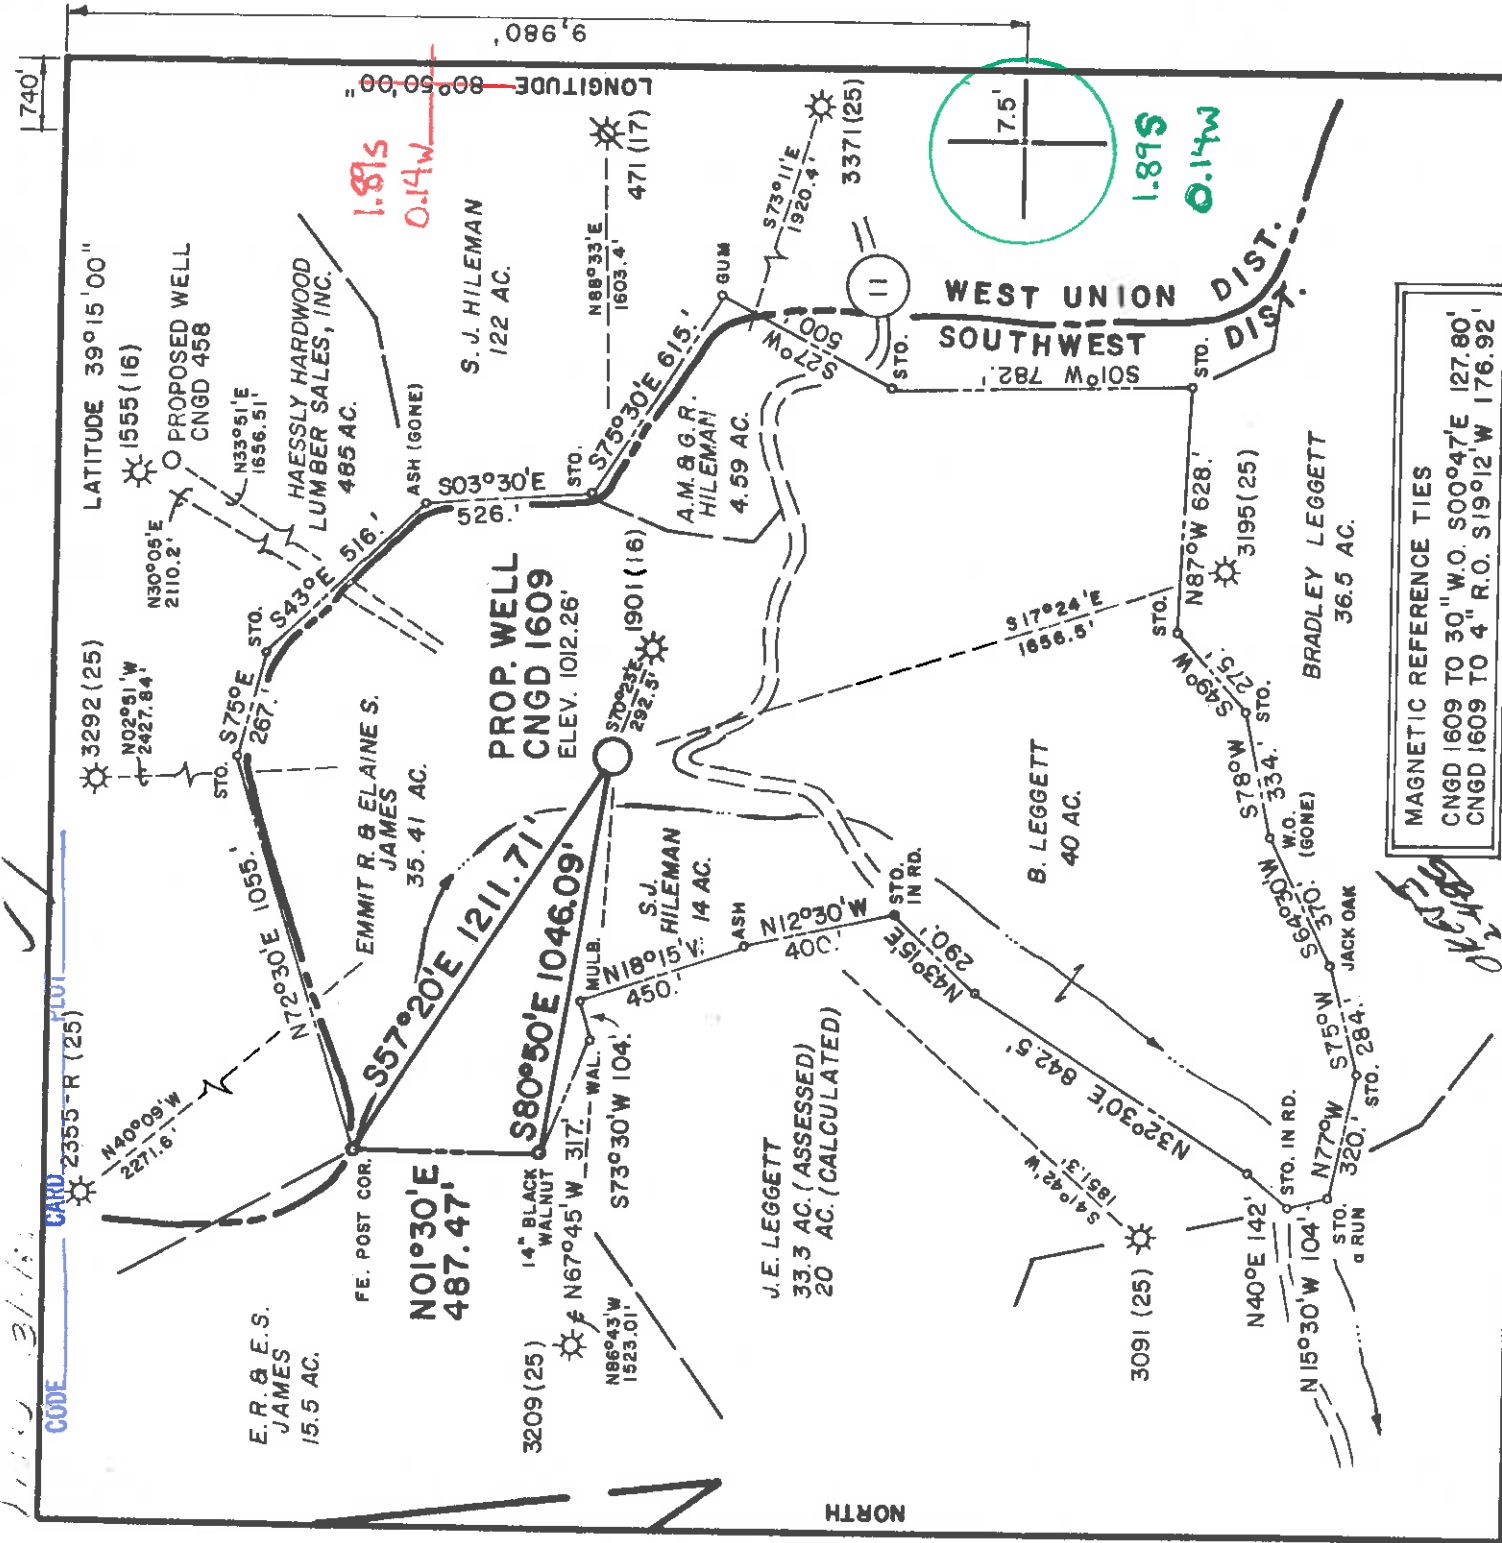 740'
9,980'
LATITUDE 39°15'00"
LONGITUDE 80°50'00"
CODE CARD PLOT
1.89S
0.14W
1.89S
0.14W
7.5'
2355-R (25)
N40°09'W
2271.6'
3292 (25)
N02°51'W
2427.84'
1555 (16)
PROPOSED WELL
CNGD 458
N30°05'E
2110.2'
N33°51'E
1656.51'
HAESSLY HARDWOOD
LUMBER SALES, INC.
485 AC.
S. J. HILEMAN
122 AC.
N88°33'E
1603.4'
471 (17)
S73°11'E
1920.4'
3371 (25)
E. R. & E.S.
JAMES
15.5 AC.
EMMIT R. & ELAINE S.
JAMES
35.41 AC.
N72°30'E 1055.'
STO.
S75°E
267.'
STO.
S43°E 516.'
ASH (GONE)
S03°30'E
526.'
STO.
S75°30'E 615.'
GUM
S27°W
500'
STO.
S01°W 782.'
STO.
N87°W 628.'
STO.
S49°W
275.'
STO.
S78°W
334.'
W.O.
(GONE)
S64°30'W
370.'
JACK OAK
S75°W
284.'
STO.
N77°W
320.'
STO.
@ RUN
N15°30'W 104'
STO. IN RD.
N40°E 142'
N32°30'E 842.5'
N43°15'E
290.'
STO.
IN RD.
N12°30'W
400.'
ASH
N18°15'W
450.'
MULB.
S73°30'W 104.'
WAL.
N67°45'W 317.'
14" BLACK
WALNUT
N01°30'E
487.47'
FE. POST COR.
S57°20'E 1211.71'
S80°50'E 1046.09'
PROP. WELL
CNGD 1609
ELEV. 1012.26'
S70°23'E
292.5'
1901 (16)
A.M. & G.R.
HILEMAN
4.59 AC.
S.J.
HILEMAN
14 AC.
11
WEST UNION DIST.
SOUTHWEST DIST.
S17°24'E
1656.5'
3195 (25)
BRADLEY LEGGETT
36.5 AC.
B. LEGGETT
40 AC.
J.E. LEGGETT
33.3 AC. (ASSESSED)
20 AC. (CALCULATED)
S41°42'W
1851.3'
3091 (25)
3209 (25)
N86°43'W
1523.01'
NORTH
MAGNETIC REFERENCE TIES
CNGD 1609 TO 30" W.O. S00°47'E 127.80'
CNGD 1609 TO 4" R.O. S19°12'W 176.92'